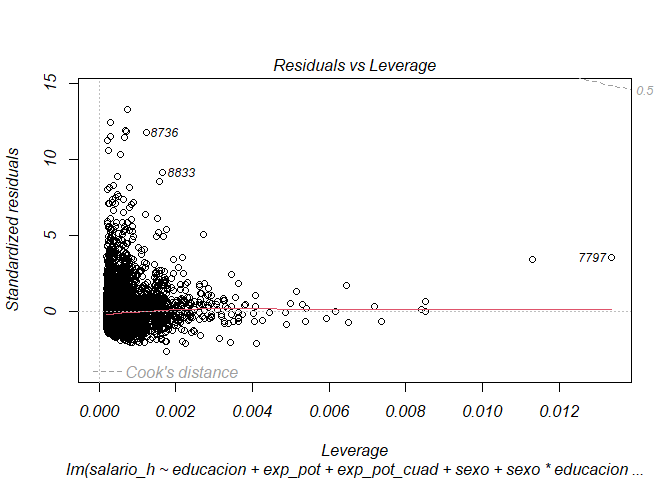 Residuals vs Leverage
Standardized residuals
15
10
5
0
0.5
8736
8833
7797
Cook's distance
0.000 0.002 0.004 0.006 0.008 0.010 0.012
Leverage
lm(salario_h ~ educacion + exp_pot + exp_pot_cuad + sexo + sexo * educacion ...